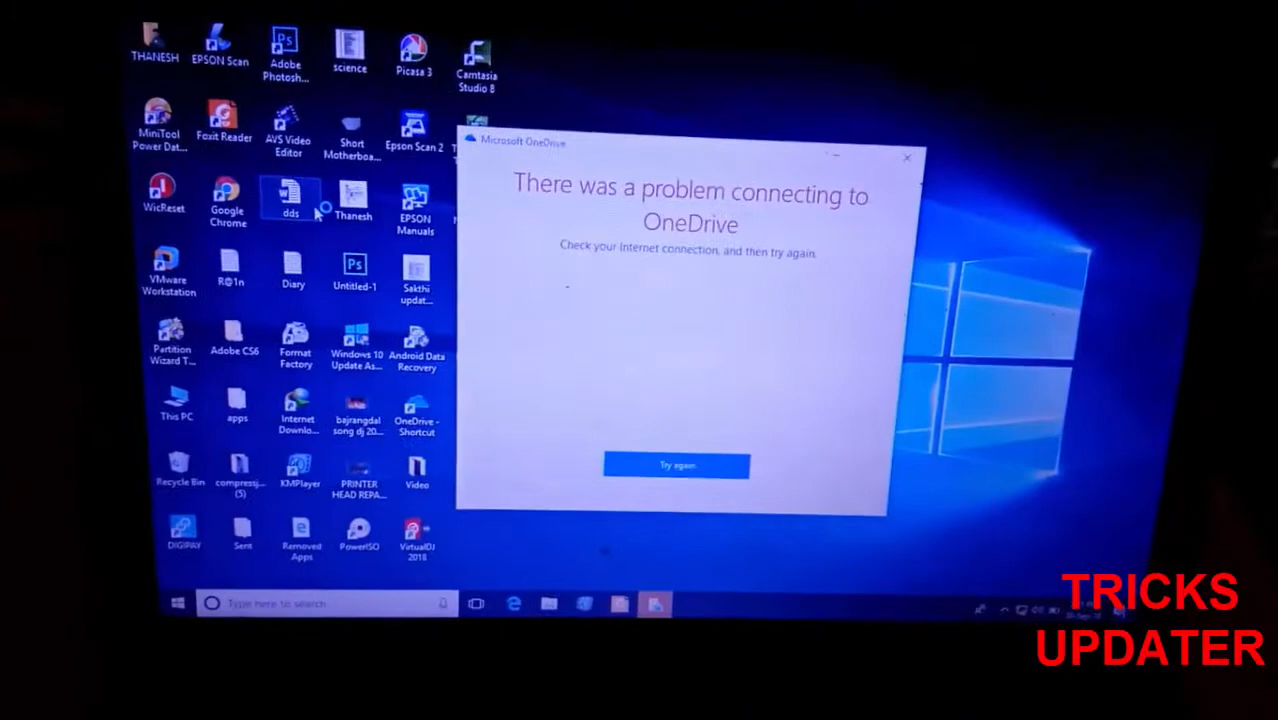 THANESH
EPSON Scan
Adobe
Photosh...
science
Picasa 3
Camtasia
Studio 8
MiniTool
Power Dat...
Foxit Reader
AVS Video
Editor
Short
Motherboa...
Epson Scan 2
WicReset
Google
Chrome
dds
Thanesh
EPSON
Manuals
VMware
Workstation
R@1n
Diary
Untitled-1
Sakthi
updat...
Partition
Wizard T...
Adobe CS6
Format
Factory
Windows 10
Update As...
Android Data
Recovery
This PC
apps
Internet
Downlo...
bajrangdal
song dj 20...
OneDrive -
Shortcut
Recycle Bin
compressj...
(5)
KMPlayer
PRINTER
HEAD REPA...
Video
DIGIPAY
Sent
Removed
Apps
PowerISO
VirtualDJ
2018
Microsoft OneDrive
There was a problem connecting to
OneDrive
Check your Internet connection, and then try again.
Try again
Type here to search
TRICKS
UPDATER